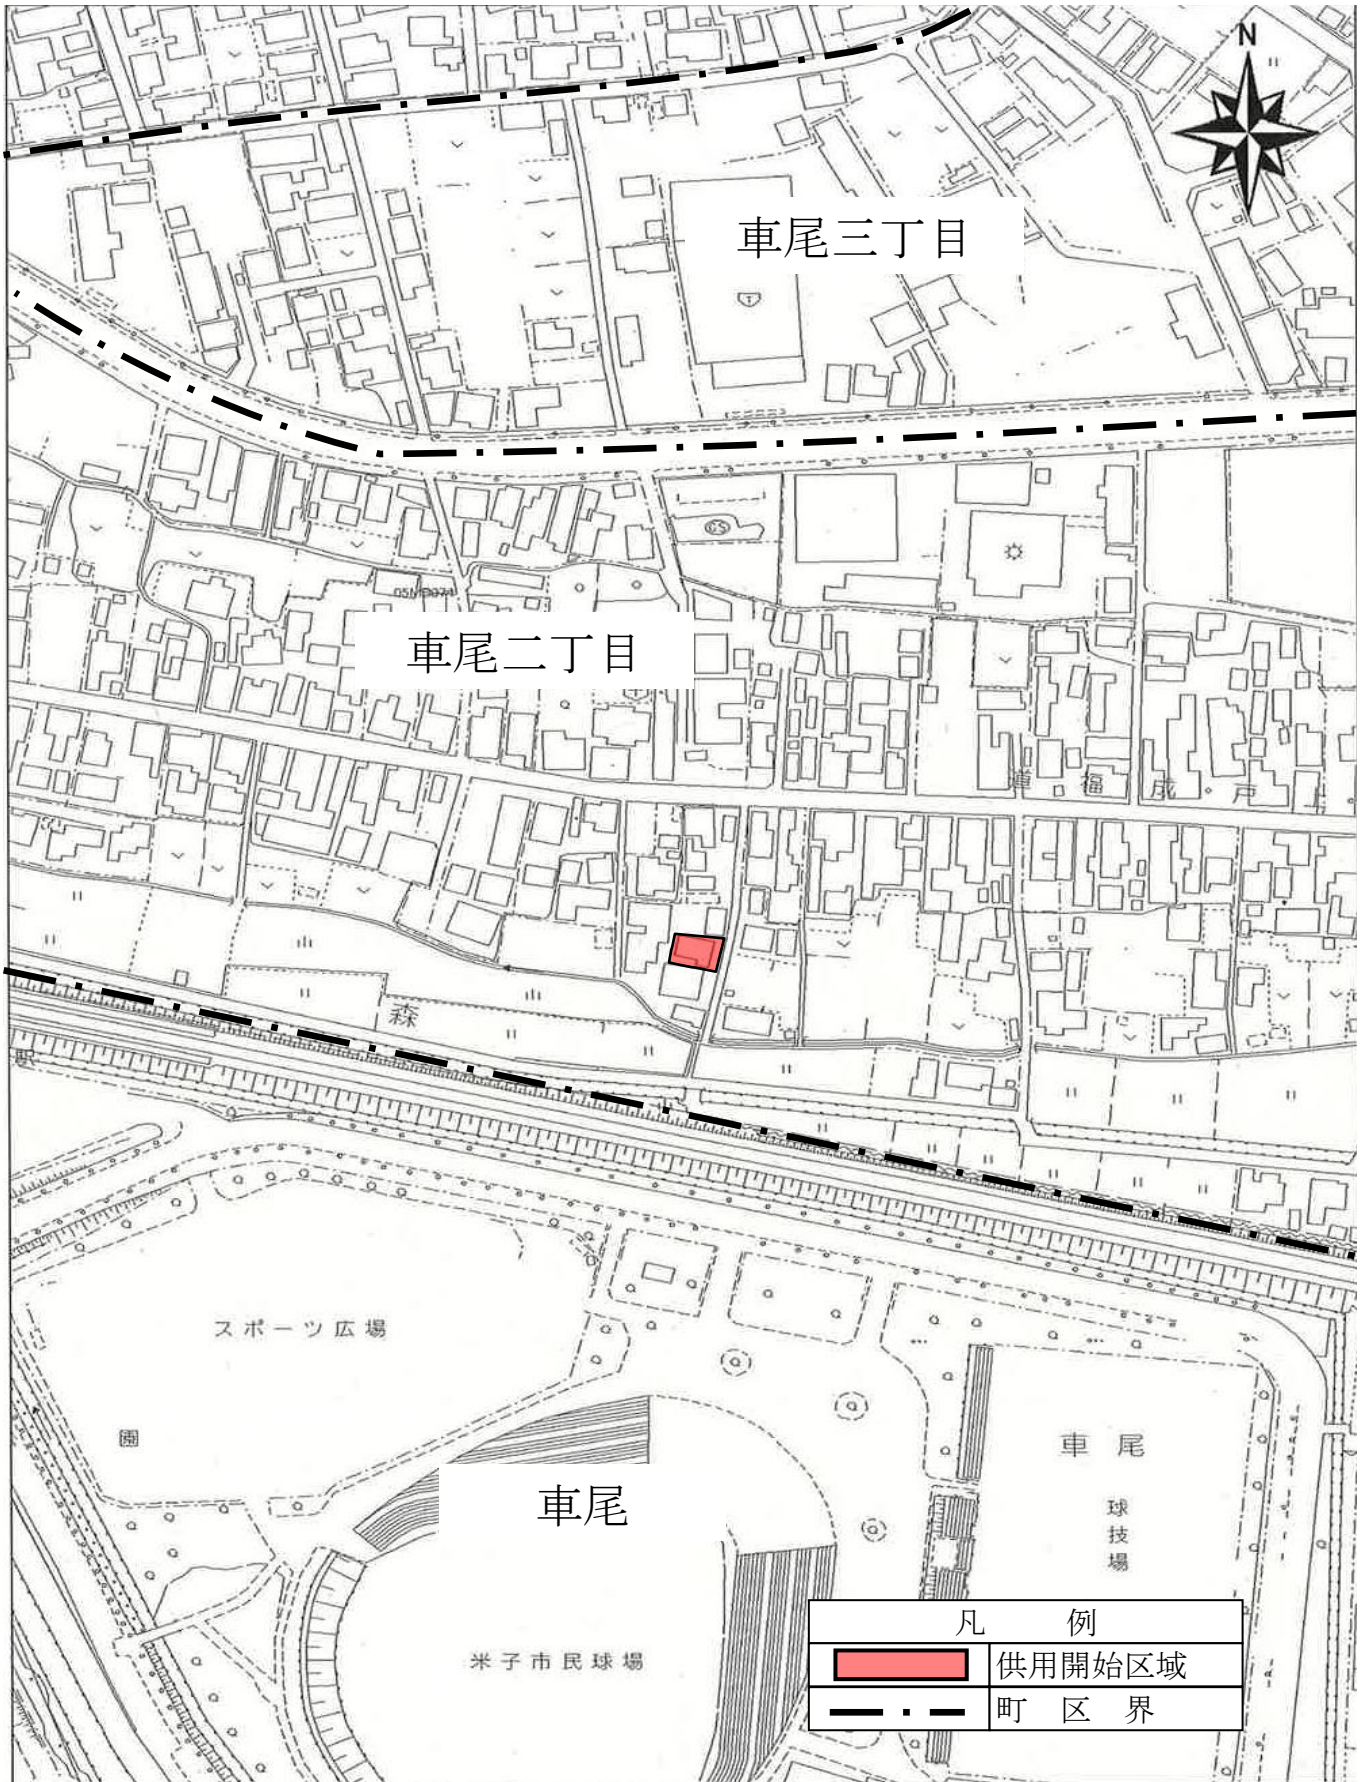 N
車尾三丁目
GS
車尾二丁目
福成戸上
森
スポーツ広場
園
車尾
球技場
車尾
米子市民球場
凡　例
供用開始区域
町　区　界